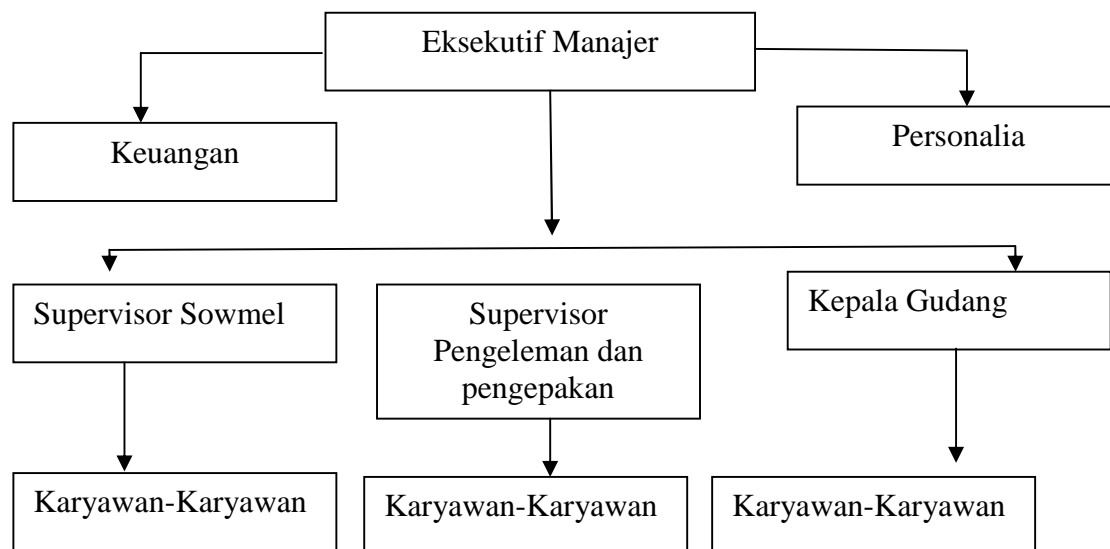 Eksekutif Manajer
Keuangan
Personalia
Supervisor Sowmel
Supervisor
Pengeleman dan
pengepakan
Kepala Gudang
Karyawan-Karyawan
Karyawan-Karyawan
Karyawan-Karyawan